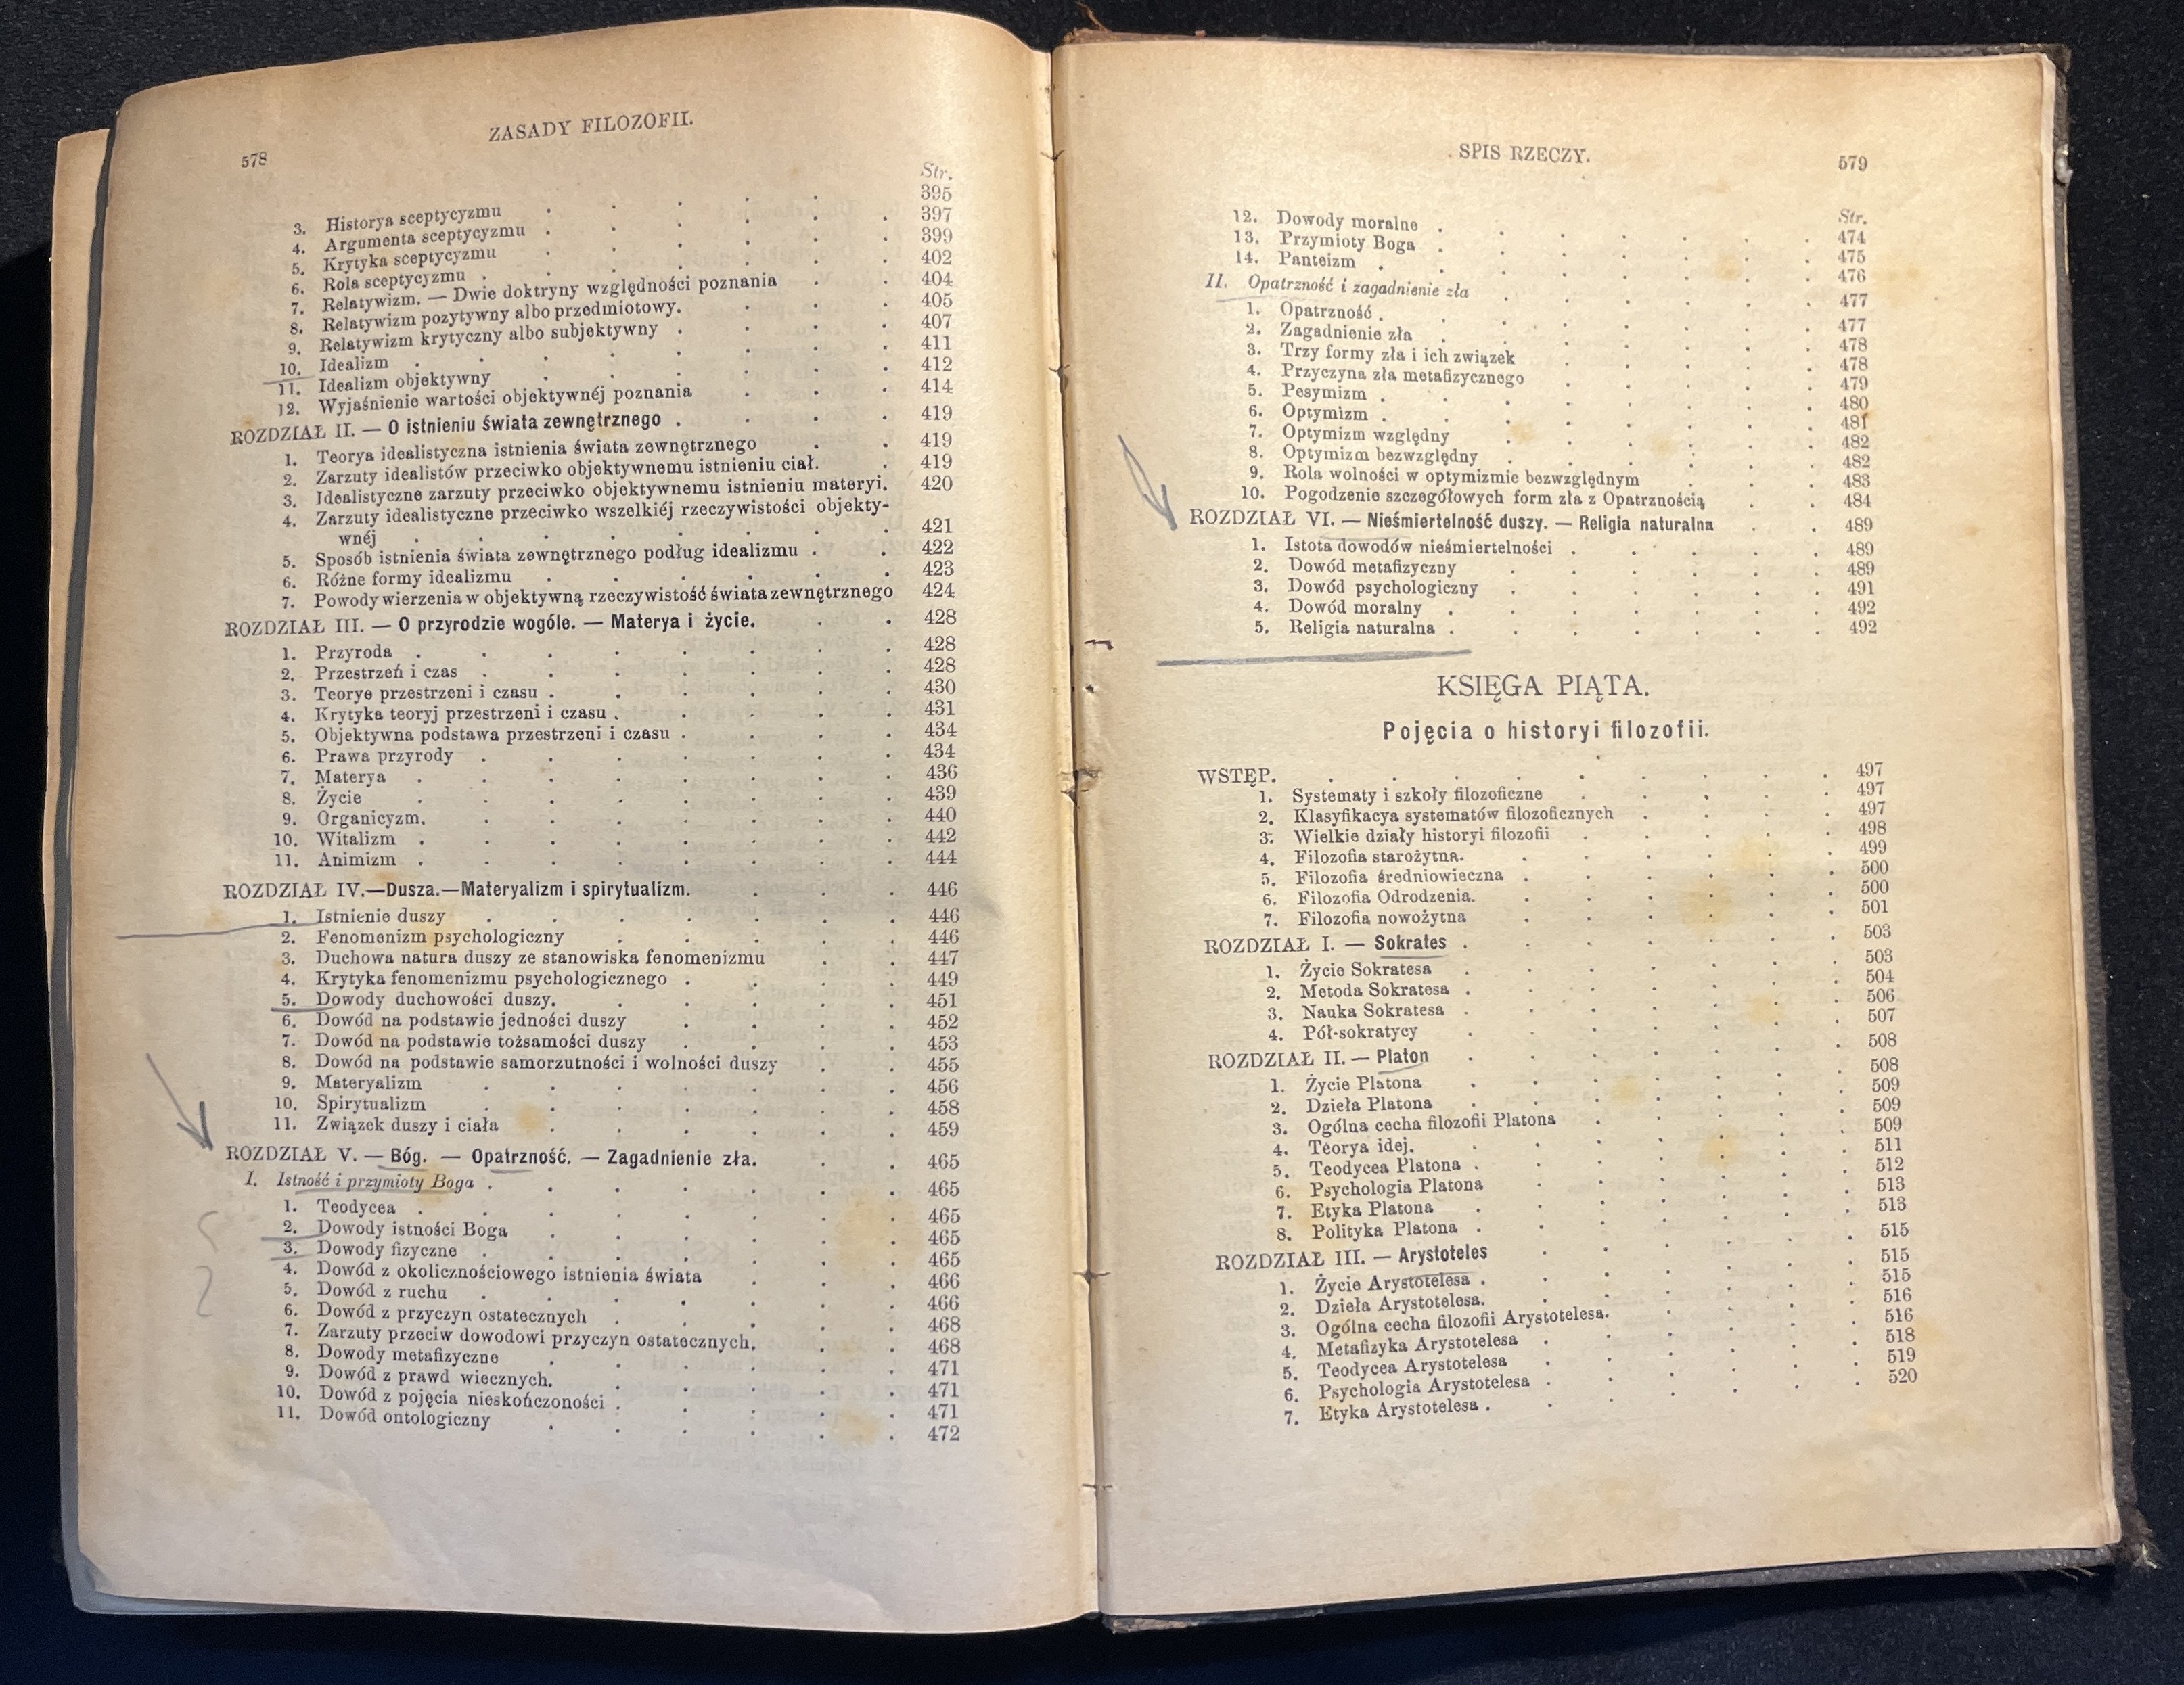 578
ZASADY FILOZOFII.
Str.
3. Historya sceptycyzmu . . . . . 395
4. Argumenta sceptycyzmu . . . . . . 397
5. Krytyka sceptycyzmu . . . . . . 399
6. Rola sceptycyzmu . . . . . . . 402
7. Relatywizm. — Dwie doktryny względności poznania . . 404
8. Relatywizm pozytywny albo przedmiotowy. . . . 405
9. Relatywizm krytyczny albo subjektywny . . . . 407
10. Idealizm . . . . . . . . 411
11. Idealizm objektywny . . . . . . 412
12. Wyjaśnienie wartości objektywnéj poznania . . . 414
ROZDZIAŁ II. — O istnieniu świata zewnętrznego . . . . 419
1. Teorya idealistyczna istnienia świata zewnętrznego . . 419
2. Zarzuty idealistów przeciwko objektywnemu istnieniu ciał. . 419
3. Idealistyczne zarzuty przeciwko objektywnemu istnieniu materyi. 420
4. Zarzuty idealistyczne przeciwko wszelkiéj rzeczywistości objekty-
wnéj . . . . . . . . 421
5. Sposób istnienia świata zewnętrznego podług idealizmu . . 422
6. Różne formy idealizmu . . . . . . 423
7. Powody wierzenia w objektywną rzeczywistość świata zewnętrznego 424
ROZDZIAŁ III. — O przyrodzie wogóle. — Materya i życie. . . 428
1. Przyroda . . . . . . . . 428
2. Przestrzeń i czas . . . . . . . 428
3. Teorye przestrzeni i czasu . . . . . . 430
4. Krytyka teoryj przestrzeni i czasu . . . . . 431
5. Objektywna podstawa przestrzeni i czasu . . . . 434
6. Prawa przyrody . . . . . . . 434
7. Materya . . . . . . . . 436
8. Życie . . . . . . . . 439
9. Organicyzm. . . . . . . . 440
10. Witalizm . . . . . . . . 442
11. Animizm . . . . . . . . 444
ROZDZIAŁ IV.—Dusza.—Materyalizm i spirytualizm. . . . 446
1. Istnienie duszy . . . . . . . 446
2. Fenomenizm psychologiczny . . . . . 446
3. Duchowa natura duszy ze stanowiska fenomenizmu . . 447
4. Krytyka fenomenizmu psychologicznego . . . . 449
5. Dowody duchowości duszy. . . . . . 451
6. Dowód na podstawie jedności duszy . . . . 452
7. Dowód na podstawie tożsamości duszy . . . . 453
8. Dowód na podstawie samorzutności i wolności duszy . . 455
9. Materyalizm . . . . . . . 456
10. Spirytualizm . . . . . . . 458
11. Związek duszy i ciała . . . . . . 459
ROZDZIAŁ V. — Bóg. — Opatrzność. — Zagadnienie zła. . . 465
I. Istność i przymioty Boga . . . . . . . 465
1. Teodycea . . . . . . . . 465
2. Dowody istności Boga . . . . . . 465
3. Dowody fizyczne . . . . . . . 465
4. Dowód z okolicznościowego istnienia świata . . . 466
5. Dowód z ruchu . . . . . . . 466
6. Dowód z przyczyn ostatecznych . . . . . 468
7. Zarzuty przeciw dowodowi przyczyn ostatecznych. . . 468
8. Dowody metafizyczne . . . . . . 471
9. Dowód z prawd wiecznych. . . . . . 471
10. Dowód z pojęcia nieskończoności . . . . . 471
11. Dowód ontologiczny . . . . . . 472
SPIS RZECZY.
579
Str.
12. Dowody moralne . . . . . . . 474
13. Przymioty Boga . . . . . . . 475
14. Panteizm . . . . . . . . 476
II. Opatrzność i zagadnienie zła . . . . . . 477
1. Opatrzność . . . . . . . . 477
2. Zagadnienie zła . . . . . . . 478
3. Trzy formy zła i ich związek . . . . . 478
4. Przyczyna zła metafizycznego . . . . . 479
5. Pesymizm . . . . . . . . 480
6. Optymizm . . . . . . . . 481
7. Optymizm względny . . . . . . 482
8. Optymizm bezwzględny . . . . . . 482
9. Rola wolności w optymizmie bezwzględnym . . . 483
10. Pogodzenie szczegółowych form zła z Opatrznością . . 484
ROZDZIAŁ VI. — Nieśmiertelność duszy. — Religia naturalna . . 489
1. Istota dowodów nieśmiertelności . . . . . 489
2. Dowód metafizyczny . . . . . . 489
3. Dowód psychologiczny . . . . . . 491
4. Dowód moralny . . . . . . . 492
5. Religia naturalna . . . . . . . 492
KSIĘGA PIĄTA.
Pojęcia o historyi filozofii.
WSTĘP. . . . . . . . . . 497
1. Systematy i szkoły filozoficzne . . . . . 497
2. Klasyfikacya systematów filozoficznych . . . . 497
3. Wielkie działy historyi filozofii . . . . . 498
4. Filozofia starożytna. . . . . . . 499
5. Filozofia średniowieczna . . . . . . 500
6. Filozofia Odrodzenia. . . . . . . 500
7. Filozofia nowożytna . . . . . . 501
ROZDZIAŁ I. — Sokrates . . . . . . . 503
1. Życie Sokratesa . . . . . . . 503
2. Metoda Sokratesa . . . . . . . 504
3. Nauka Sokratesa . . . . . . . 506
4. Pół-sokratycy . . . . . . . 507
ROZDZIAŁ II. — Platon . . . . . . . 508
1. Życie Platona . . . . . . . 508
2. Dzieła Platona . . . . . . . 509
3. Ogólna cecha filozofii Platona . . . . . 509
4. Teorya idej. . . . . . . . 509
5. Teodycea Platona . . . . . . . 511
6. Psychologia Platona . . . . . . 512
7. Etyka Platona . . . . . . . 513
8. Polityka Platona . . . . . . . 513
ROZDZIAŁ III. — Arystoteles . . . . . . 515
1. Życie Arystotelesa . . . . . . . 515
2. Dzieła Arystotelesa. . . . . . . 515
3. Ogólna cecha filozofii Arystotelesa. . . . . 516
4. Metafizyka Arystotelesa . . . . . . 516
5. Teodycea Arystotelesa . . . . . . 518
6. Psychologia Arystotelesa . . . . . . 519
7. Etyka Arystotelesa . . . . . . . 520